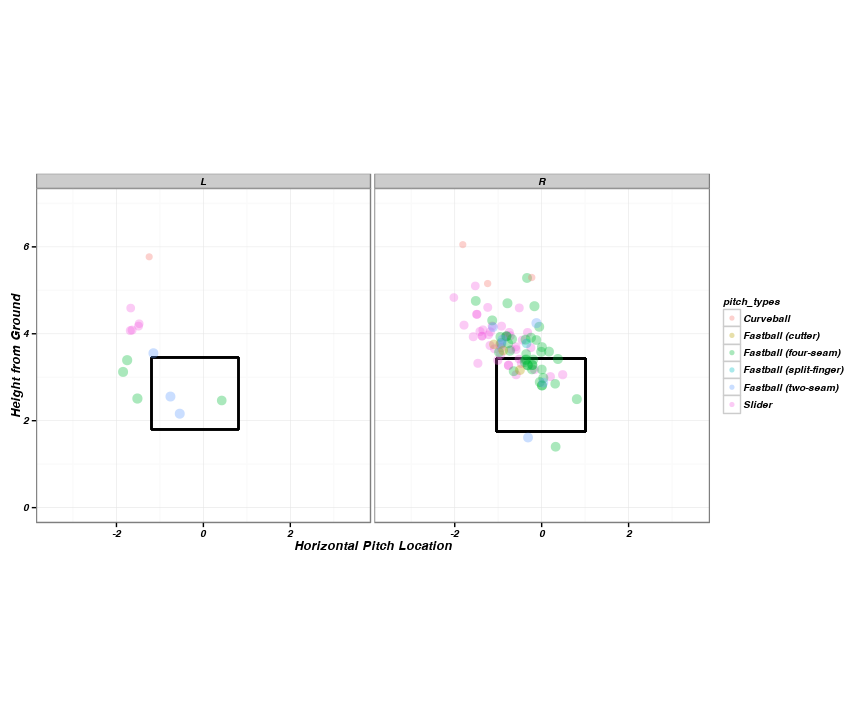 L
R
Height from Ground
6
4
2
0
-2
0
2
-2
0
2
Horizontal Pitch Location
pitch_types
Curveball
Fastball (cutter)
Fastball (four-seam)
Fastball (split-finger)
Fastball (two-seam)
Slider